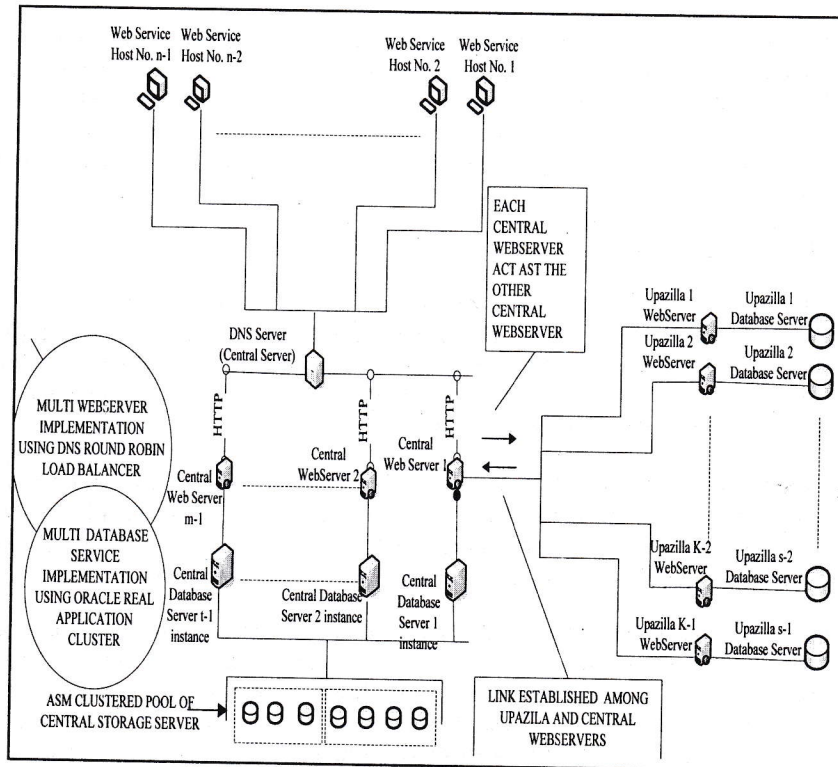 Web Service
Host No. n-1
Web Service
Host No. n-2
Web Service
Host No. 2
Web Service
Host No. 1
EACH
CENTRAL
WEBSERVER
ACT AST THE
OTHER
CENTRAL
WEBSERVER
DNS Server
(Central Server)
MULTI WEBSERVER
IMPLEMENTATION
USING DNS ROUND ROBIN
LOAD BALANCER
HTTP
HTTP
HTTP
Central
Web Server
m-1
Central
WebServer 2
Central
Web Server 1
Upazilla 1
WebServer
Upazilla 1
Database Server
Upazilla 2
WebServer
Upazilla 2
Database Server
Upazilla K-2
WebServer
Upazilla s-2
Database Server
Upazilla K-1
WebServer
Upazilla s-1
Database Server
MULTI DATABASE
SERVICE
IMPLEMENTATION
USING ORACLE REAL
APPLICATION
CLUSTER
Central
Database
Server t-1
instance
Central Database
Server 2 instance
Central
Database
Server 1
instance
ASM CLUSTERED POOL OF
CENTRAL STORAGE SERVER
LINK ESTABLISHED AMONG
UPAZILA AND CENTRAL
WEBSERVERS